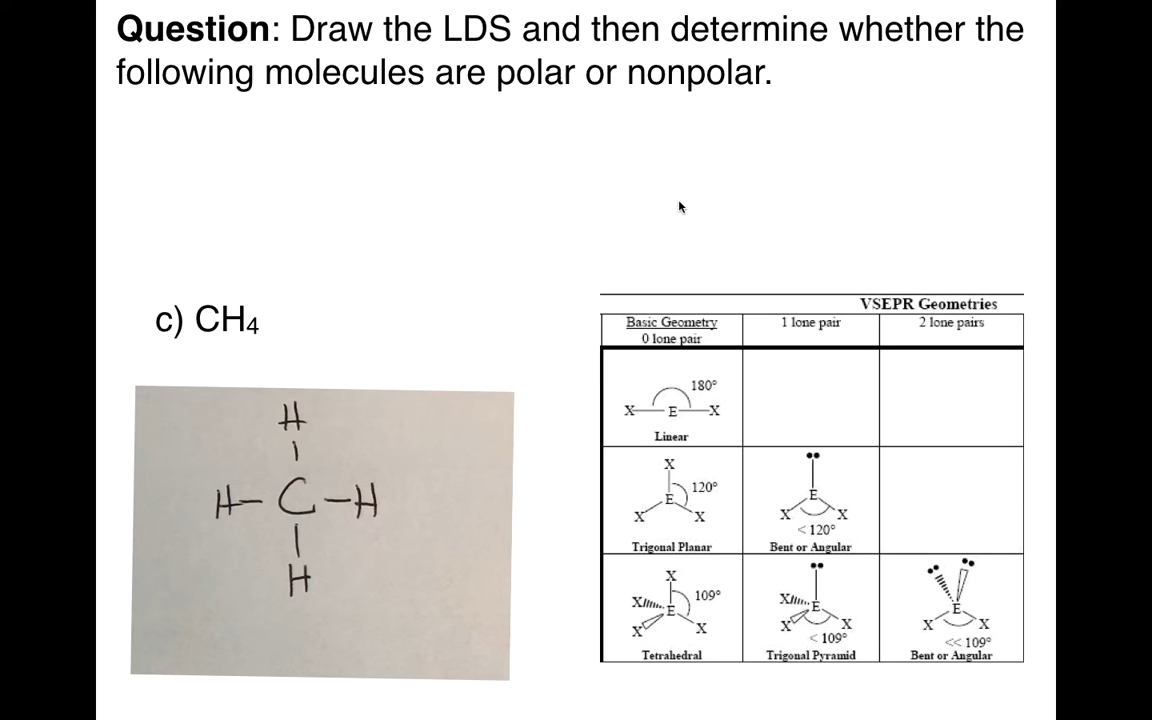 Question: Draw the LDS and then determine whether the
following molecules are polar or nonpolar.
c) CH4
H
H C H
H
VSEPR Geometries
Basic Geometry
0 lone pair
1 lone pair
2 lone pairs
180°
X E X
Linear
X
120°
E
X X
Trigonal Planar
E
X X
< 120°
Bent or Angular
X
109°
X
E
X X
Tetrahedral
X
E
X X
< 109°
Trigonal Pyramid
E
X X
<< 109°
Bent or Angular